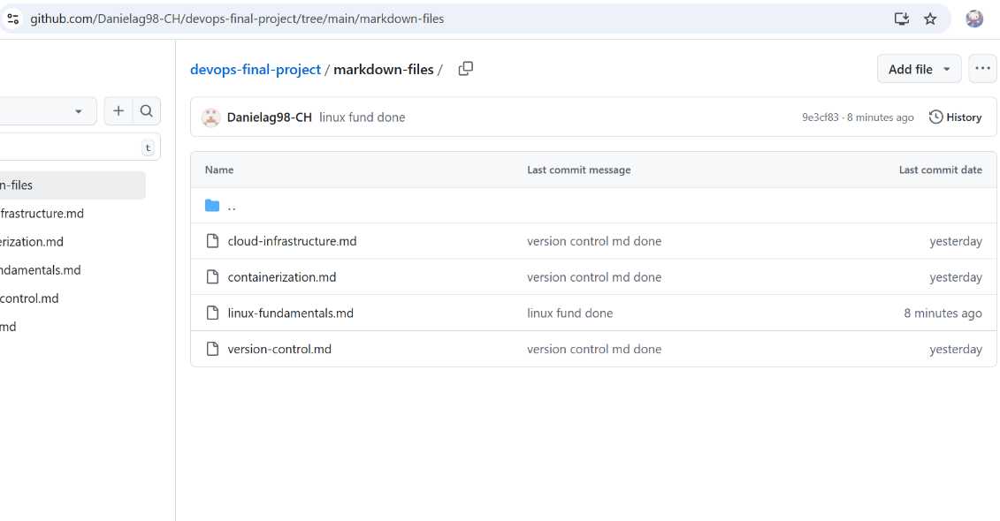 github.com/Danielag98-CH/devops-final-project/tree/main/markdown-files
devops-final-project / markdown-files /
Add file
Danielag98-CH linux fund done
9e3cf83 · 8 minutes ago
History
t
n-files
frastructure.md
erization.md
ndamentals.md
control.md
md
Name Last commit message Last commit date
..
cloud-infrastructure.md version control md done yesterday
containerization.md version control md done yesterday
linux-fundamentals.md linux fund done 8 minutes ago
version-control.md version control md done yesterday